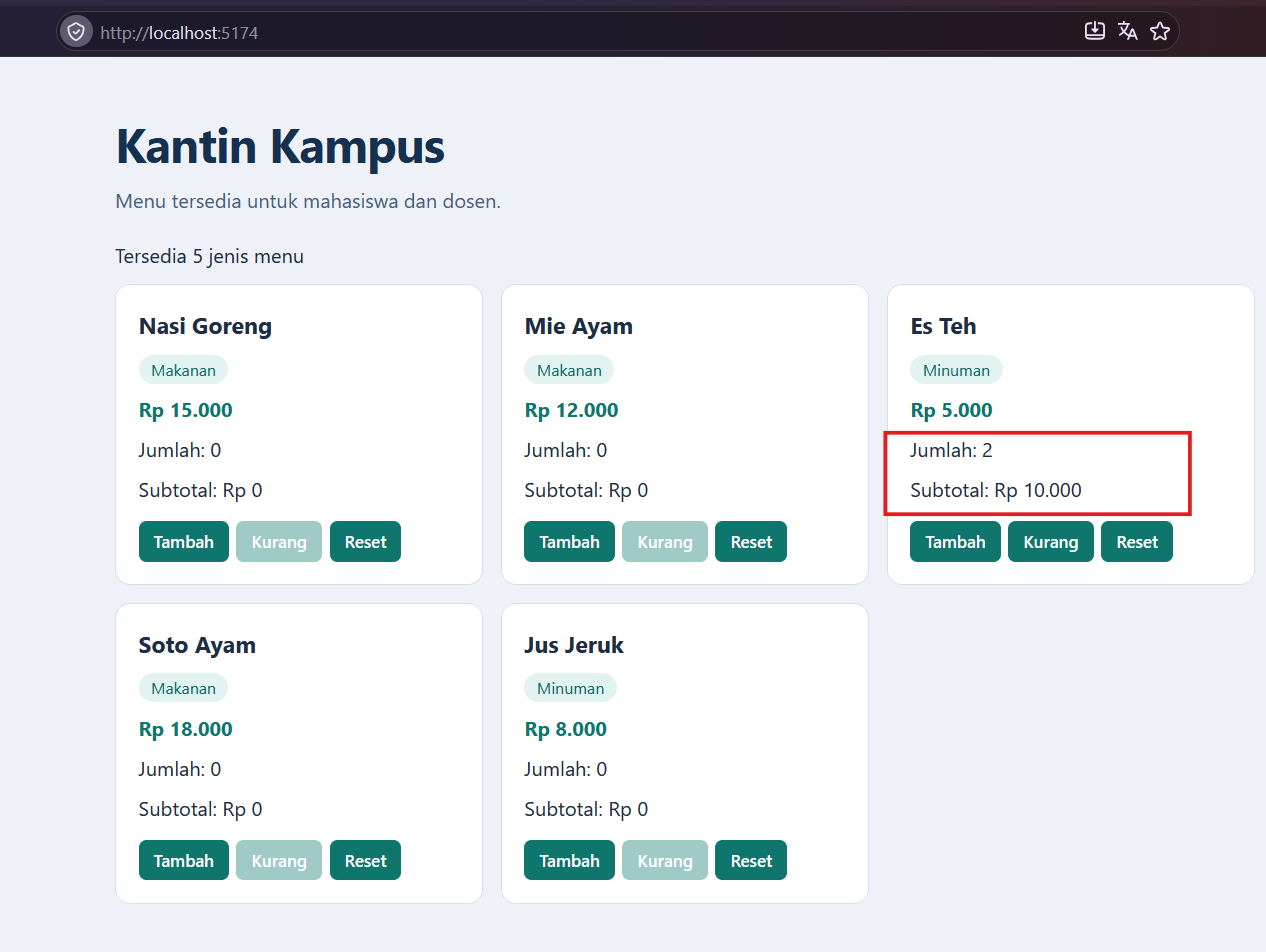 http://localhost:5174
Kantin Kampus
Menu tersedia untuk mahasiswa dan dosen.
Tersedia 5 jenis menu
Nasi Goreng
Makanan
Rp 15.000
Jumlah: 0
Subtotal: Rp 0
Tambah Kurang Reset
Mie Ayam
Makanan
Rp 12.000
Jumlah: 0
Subtotal: Rp 0
Tambah Kurang Reset
Es Teh
Minuman
Rp 5.000
Jumlah: 2
Subtotal: Rp 10.000
Tambah Kurang Reset
Soto Ayam
Makanan
Rp 18.000
Jumlah: 0
Subtotal: Rp 0
Tambah Kurang Reset
Jus Jeruk
Minuman
Rp 8.000
Jumlah: 0
Subtotal: Rp 0
Tambah Kurang Reset